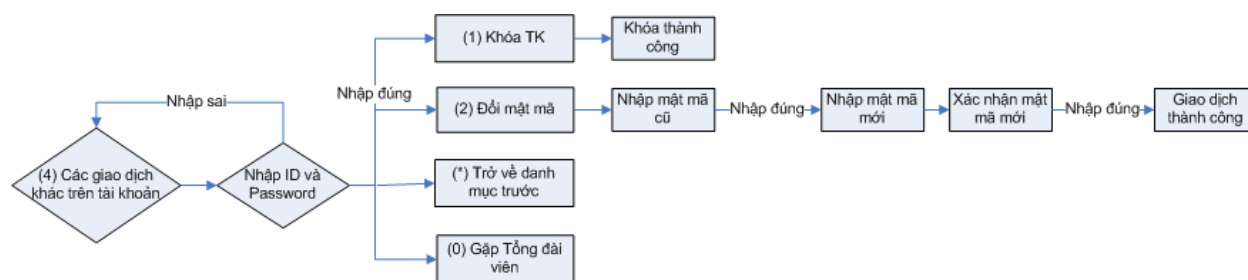 (1) Khóa TK
Khóa thành
công
Nhập sai
Nhập đúng
(2) Đổi mật mã
Nhập mật mã
cũ
Nhập đúng
Nhập mật mã
mới
Xác nhận mật
mã mới
Nhập đúng
Giao dịch
thành công
(4) Các giao dịch
khác trên tài khoản
Nhập ID và
Password
(*) Trở về danh
mục trước
(0) Gặp Tổng đài
viên